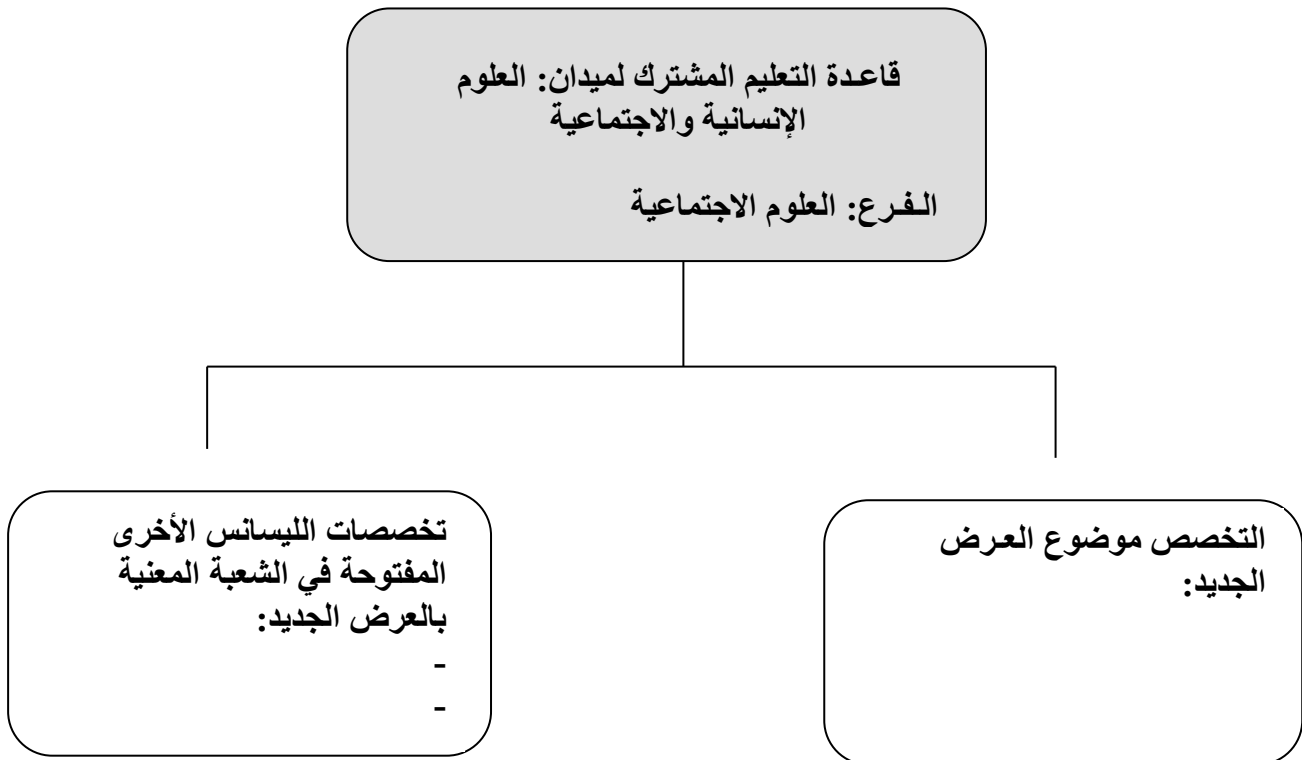 قاعدة التعليم المشترك لميدان: العلوم
الإنسانية والاجتماعية
الـفـرع: العلوم الاجتماعية
التخصص موضوع العرض
الجديد:
تخصصات الليسانس الأخرى
المفتوحة في الشعبة المعنية
بالعرض الجديد:
-
-